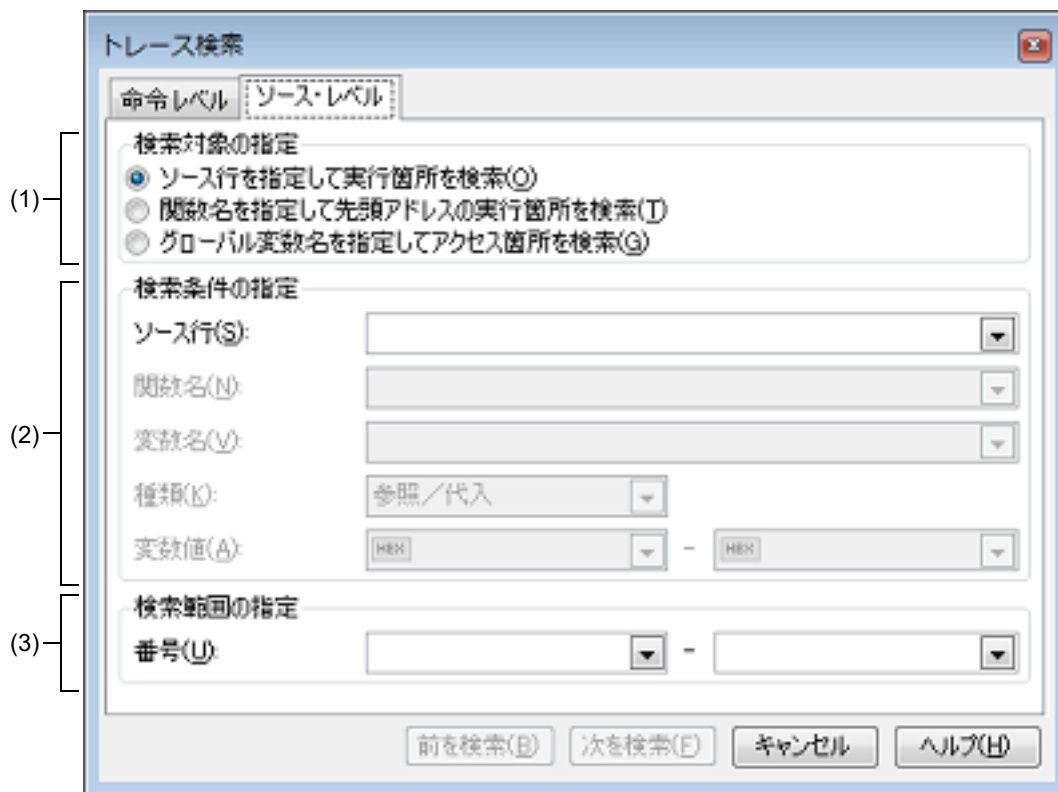 トレース検索
命令レベル ソース・レベル
(1)
検索対象の指定
ソース行を指定して実行箇所を検索(O)
関数名を指定して先頭アドレスの実行箇所を検索(T)
グローバル変数名を指定してアクセス箇所を検索(G)
(2)
検索条件の指定
ソース行(S):
関数名(N):
変数名(V):
種類(K): 参照／代入
変数値(A): HEX - HEX
(3)
検索範囲の指定
番号(U): -
前を検索(B) 次を検索(F) キャンセル ヘルプ(H)